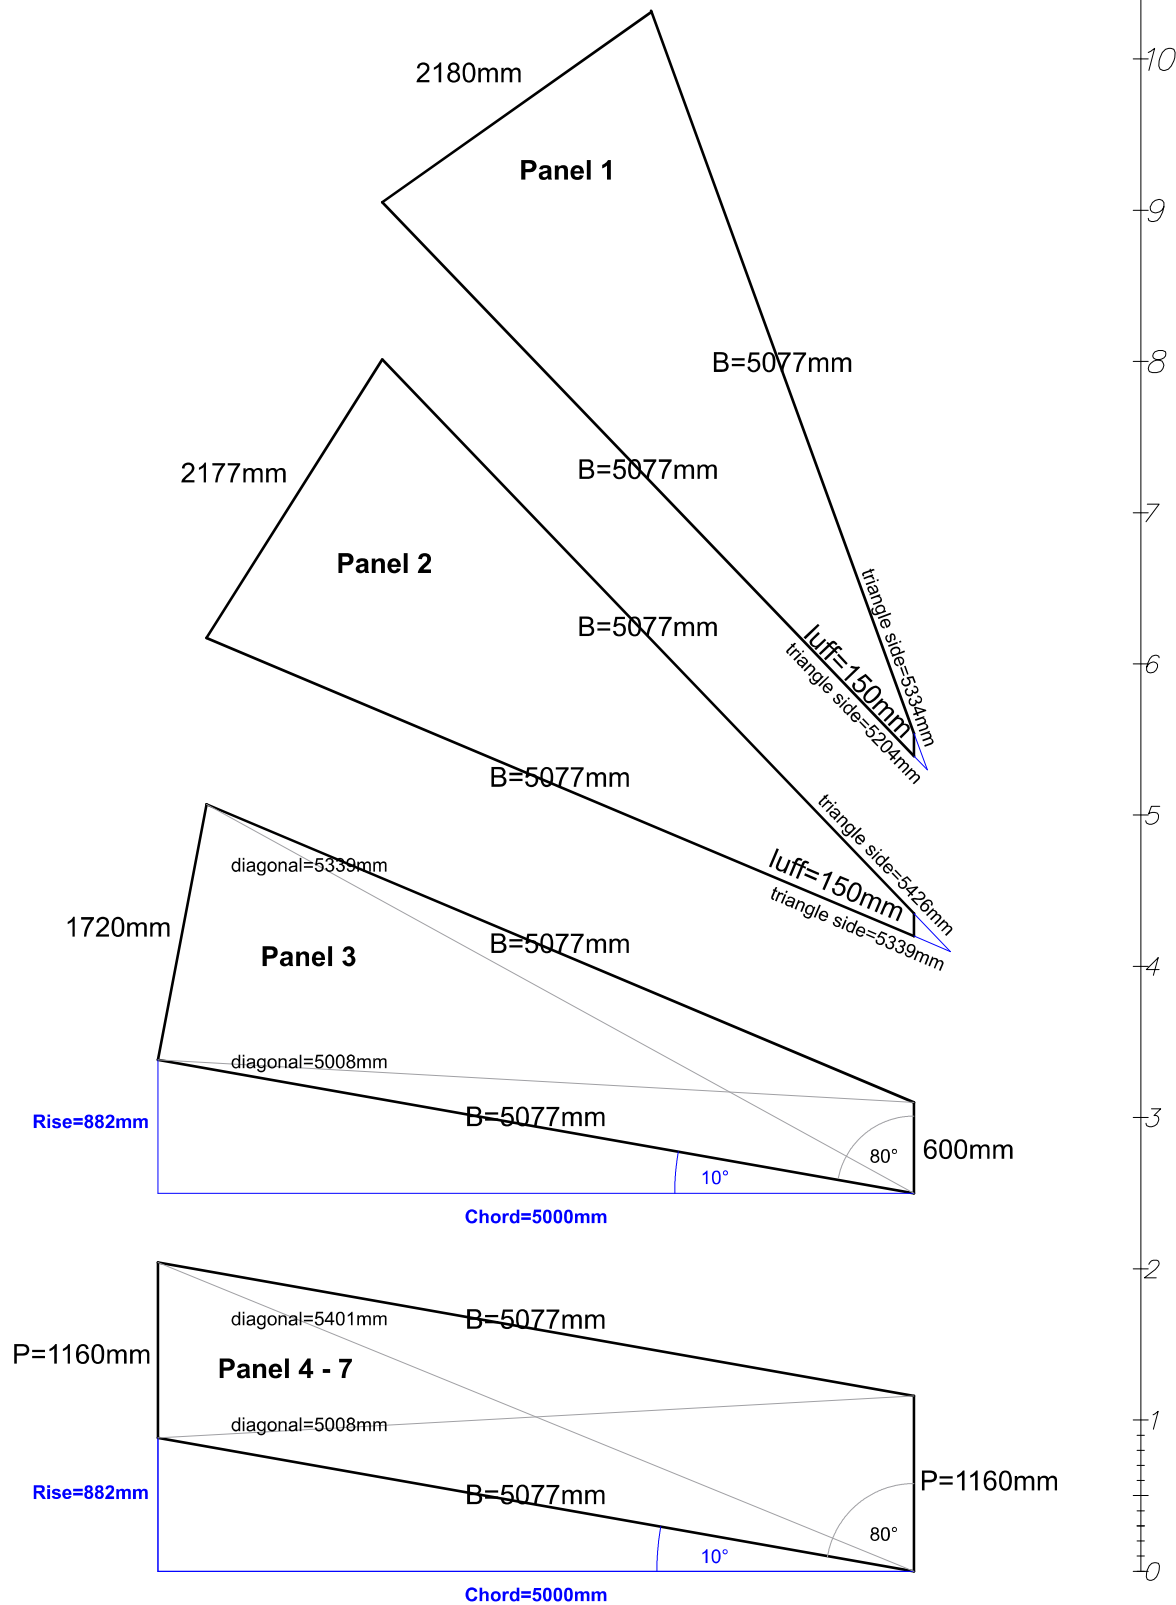 10
2180mm
Panel 1
9
8
B=5077mm
B=5077mm
2177mm
7
Panel 2
triangle side=5334mm
B=5077mm
luff=150mm
triangle side=5204mm
6
B=5077mm
triangle side=5426mm
5
luff=150mm
triangle side=5339mm
diagonal=5339mm
1720mm
B=5077mm
Panel 3
4
diagonal=5008mm
Rise=882mm
B=5077mm
3
80°
600mm
10°
Chord=5000mm
2
diagonal=5401mm
B=5077mm
P=1160mm
Panel 4 - 7
diagonal=5008mm
1
P=1160mm
Rise=882mm
B=5077mm
80°
10°
0
Chord=5000mm